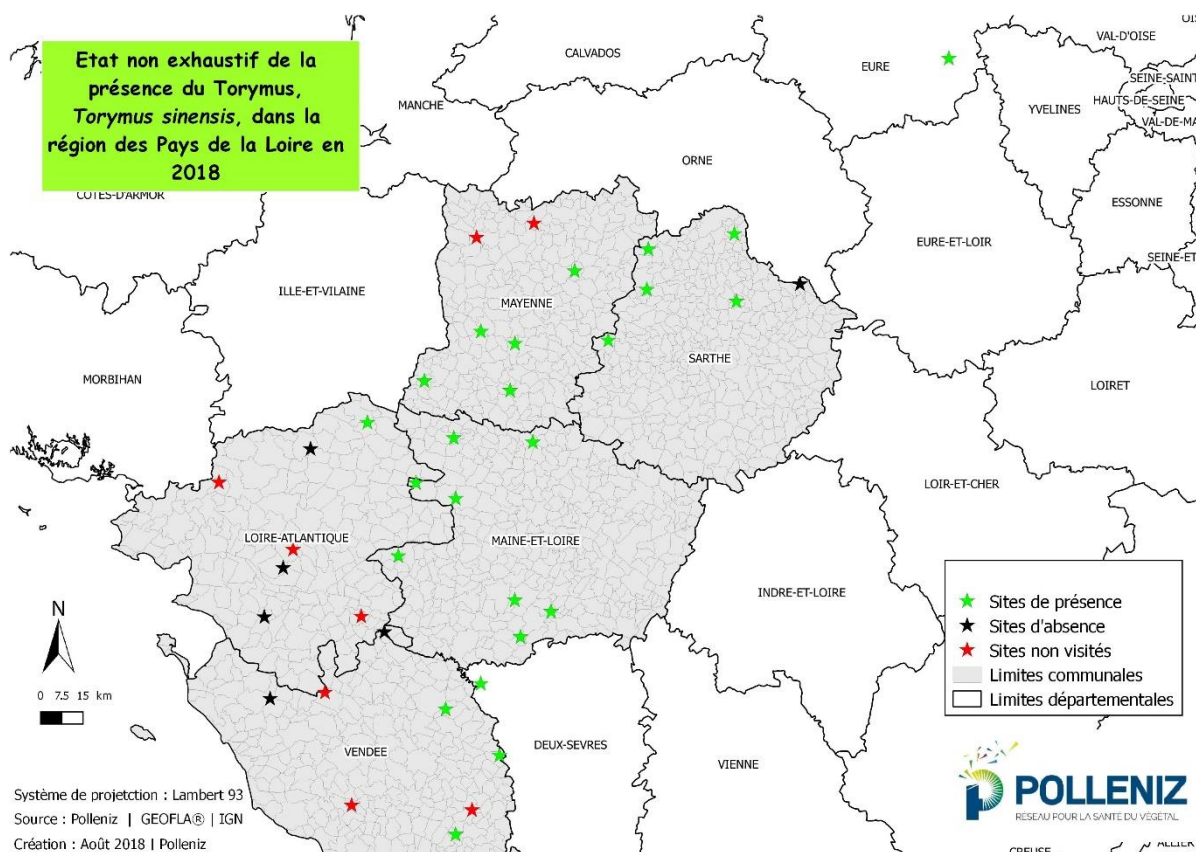 Etat non exhaustif de la
présence du Torymus,
Torymus sinensis, dans la
région des Pays de la Loire en
2018
CALVADOS
EURE
VAL-D'OISE
YVELINES
SEINE-SAINT
HAUTS-DE-SEINE
VAL-DE-MA
MANCHE
ORNE
COTES-D'ARMOR
ESSONNE
EURE-ET-LOIR
SEINE-ET
ILLE-ET-VILAINE
MAYENNE
SARTHE
MORBIHAN
LOIRET
LOIR-ET-CHER
LOIRE-ATLANTIQUE
MAINE-ET-LOIRE
INDRE-ET-LOIRE
N
0 7.5 15 km
Sites de présence
Sites d'absence
Sites non visités
Limites communales
Limites départementales
VENDEE
DEUX-SEVRES
VIENNE
POLLENIZ
RESEAU POUR LA SANTÉ DU VÉGÉTAL
Système de projetction : Lambert 93
Source : Polleniz | GEOFLA® | IGN
Création : Août 2018 | Polleniz
CREUSE
ALLIER